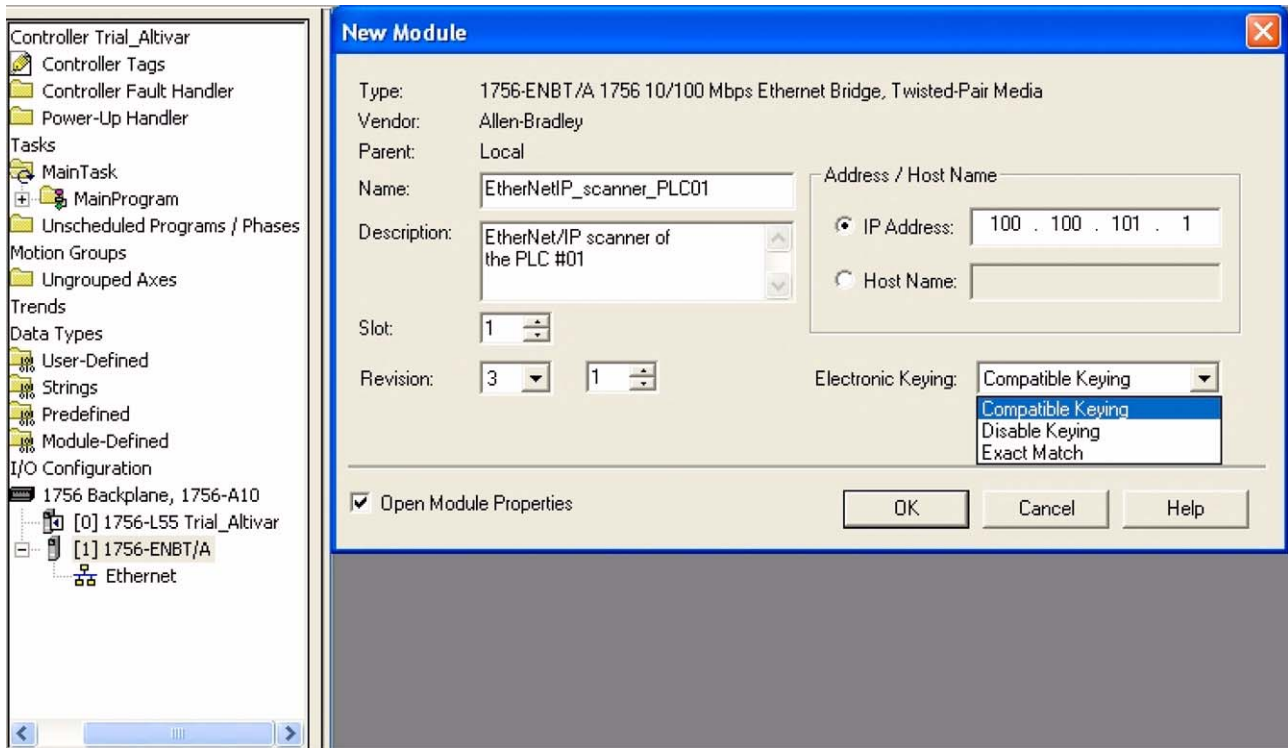 Controller Trial_Altivar
Controller Tags
Controller Fault Handler
Power-Up Handler
Tasks
MainTask
MainProgram
Unscheduled Programs / Phases
Motion Groups
Ungrouped Axes
Trends
Data Types
User-Defined
Strings
Predefined
Module-Defined
I/O Configuration
1756 Backplane, 1756-A10
[0] 1756-L55 Trial_Altivar
[1] 1756-ENBT/A
Ethernet
New Module
Type: 1756-ENBT/A 1756 10/100 Mbps Ethernet Bridge, Twisted-Pair Media
Vendor: Allen-Bradley
Parent: Local
Name: EtherNetIP_scanner_PLC01
Description: EtherNet/IP scanner of
the PLC #01
Address / Host Name
IP Address: 100 . 100 . 101 . 1
Host Name:
Slot: 1
Revision: 3 1
Electronic Keying: Compatible Keying
Compatible Keying
Disable Keying
Exact Match
Open Module Properties
OK Cancel Help